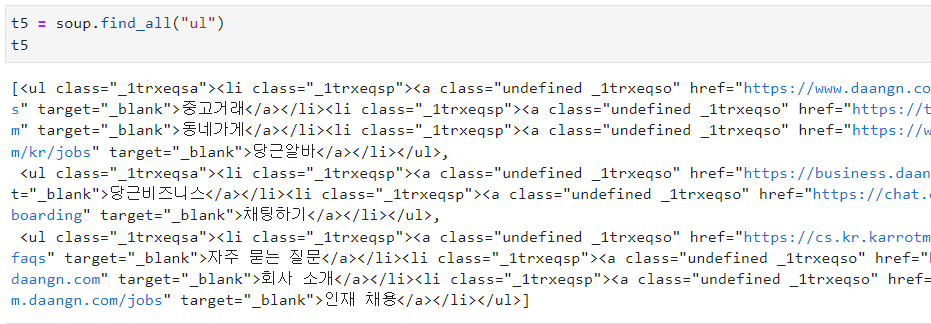 t5 = soup.find_all("ul")
t5
[<ul class="_1trxeqsa"><li class="_1trxeqsp"><a class="undefined _1trxeqso" href="https://www.daangn.co
s" target="_blank">중고거래</a></li><li class="_1trxeqsp"><a class="undefined _1trxeqso" href="https://t
m" target="_blank">동네가게</a></li><li class="_1trxeqsp"><a class="undefined _1trxeqso" href="https://w
m/kr/jobs" target="_blank">당근알바</a></li></ul>,
<ul class="_1trxeqsa"><li class="_1trxeqsp"><a class="undefined _1trxeqso" href="https://business.daan
t="_blank">당근비즈니스</a></li><li class="_1trxeqsp"><a class="undefined _1trxeqso" href="https://chat.
boarding" target="_blank">채팅하기</a></li></ul>,
<ul class="_1trxeqsa"><li class="_1trxeqsp"><a class="undefined _1trxeqso" href="https://cs.kr.karrotm
faqs" target="_blank">자주 묻는 질문</a></li><li class="_1trxeqsp"><a class="undefined _1trxeqso" href="
daangn.com" target="_blank">회사 소개</a></li><li class="_1trxeqsp"><a class="undefined _1trxeqso" href=
m.daangn.com/jobs" target="_blank">인재 채용</a></li></ul>]